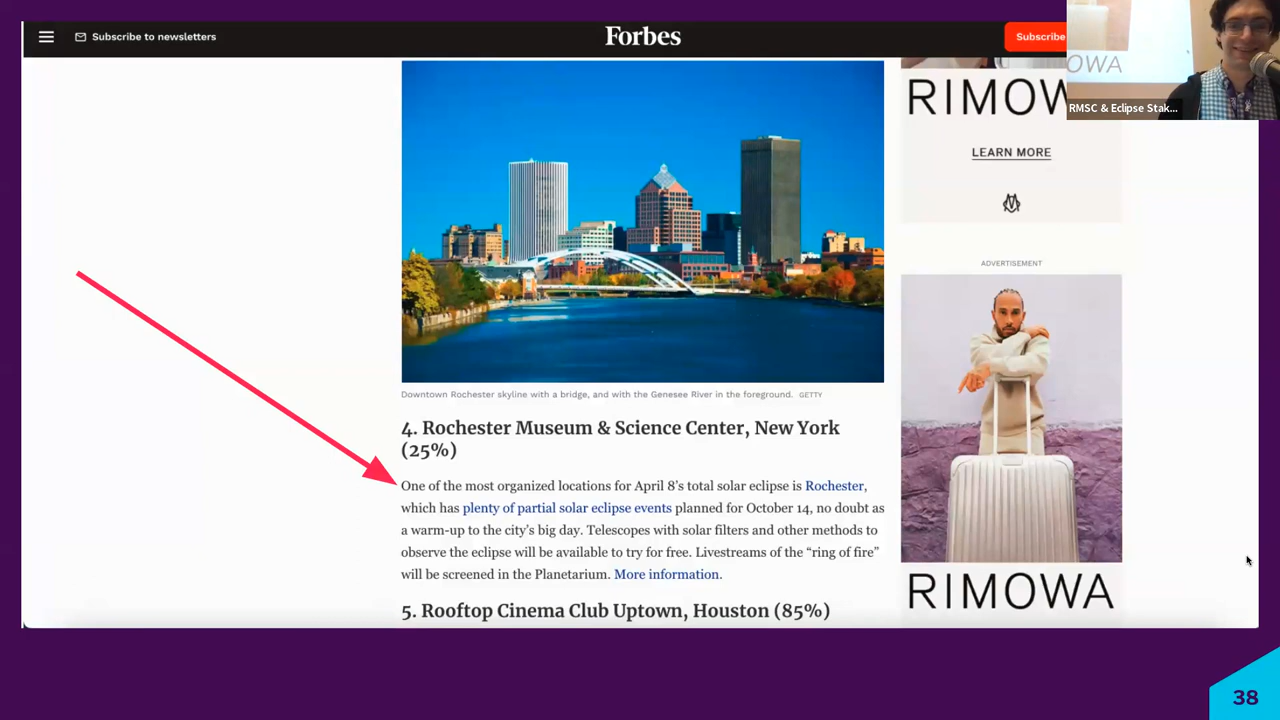 Subscribe to newsletters
Forbes
Subscribe
OWA
RMSC & Eclipse Stak...
RIMOW
LEARN MORE
ADVERTISEMENT
Downtown Rochester skyline with a bridge, and with the Genesee River in the foreground. GETTY
4. Rochester Museum & Science Center, New York
(25%)
One of the most organized locations for April 8’s total solar eclipse is Rochester,
which has plenty of partial solar eclipse events planned for October 14, no doubt as
a warm-up to the city’s big day. Telescopes with solar filters and other methods to
observe the eclipse will be available to try for free. Livestreams of the “ring of fire”
will be screened in the Planetarium. More information.
5. Rooftop Cinema Club Uptown, Houston (85%)
RIMOWA
38